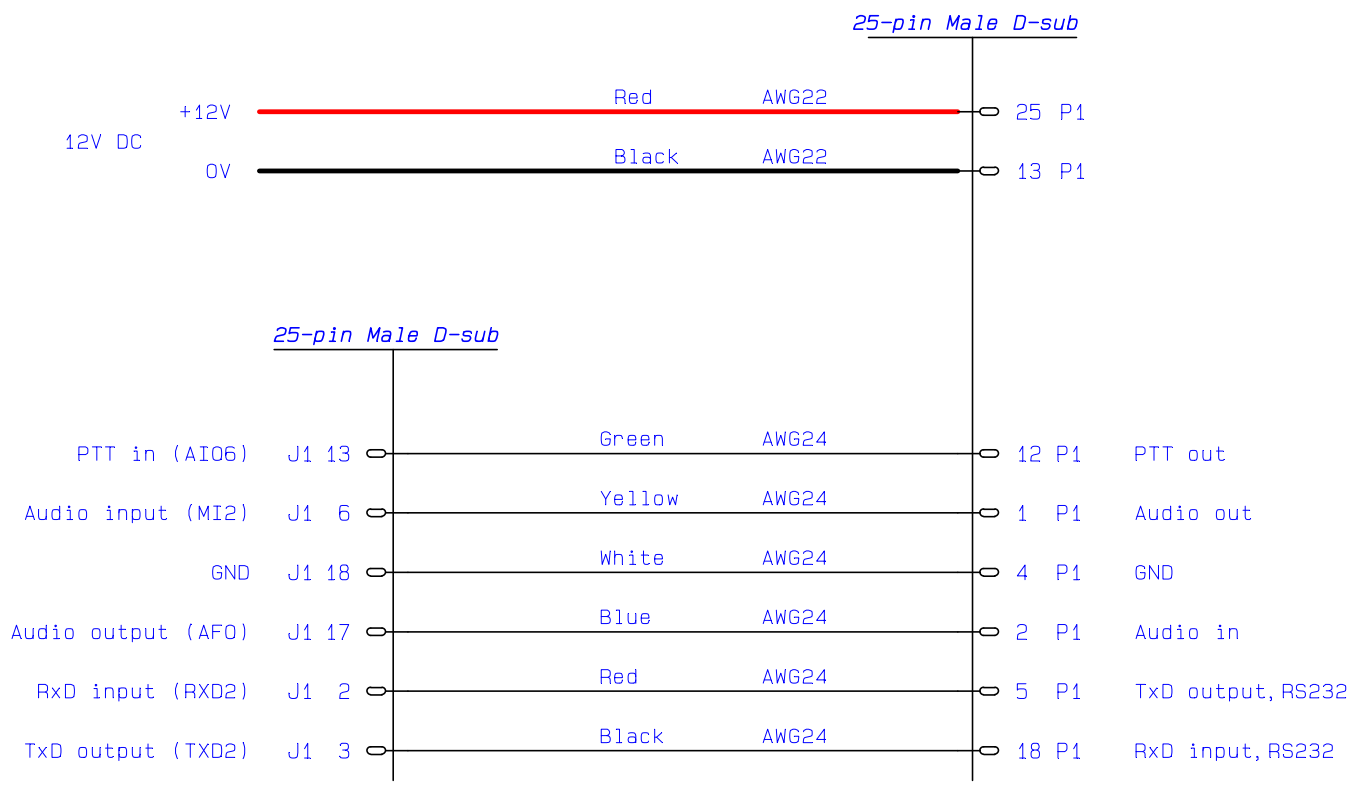 25-pin Male D-sub
Red AWG22
+12V 25 P1
12V DC
Black AWG22
0V 13 P1
25-pin Male D-sub
Green AWG24
PTT in (AIO6) J1 13 12 P1 PTT out
Yellow AWG24
Audio input (MI2) J1 6 1 P1 Audio out
White AWG24
GND J1 18 4 P1 GND
Blue AWG24
Audio output (AFO) J1 17 2 P1 Audio in
Red AWG24
RxD input (RXD2) J1 2 5 P1 TxD output, RS232
Black AWG24
TxD output (TXD2) J1 3 18 P1 RxD input, RS232